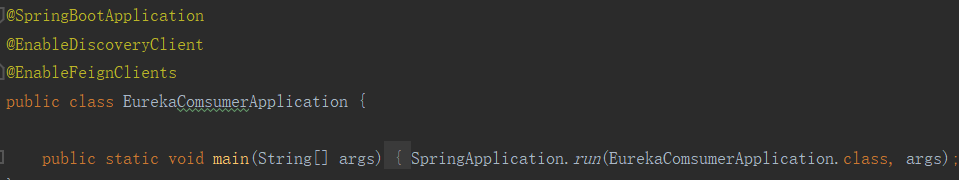 @SpringBootApplication
@EnableDiscoveryClient
@EnableFeignClients
public class EurekaComsumerApplication {
public static void main(String[] args) { SpringApplication.run(EurekaComsumerApplication.class, args);